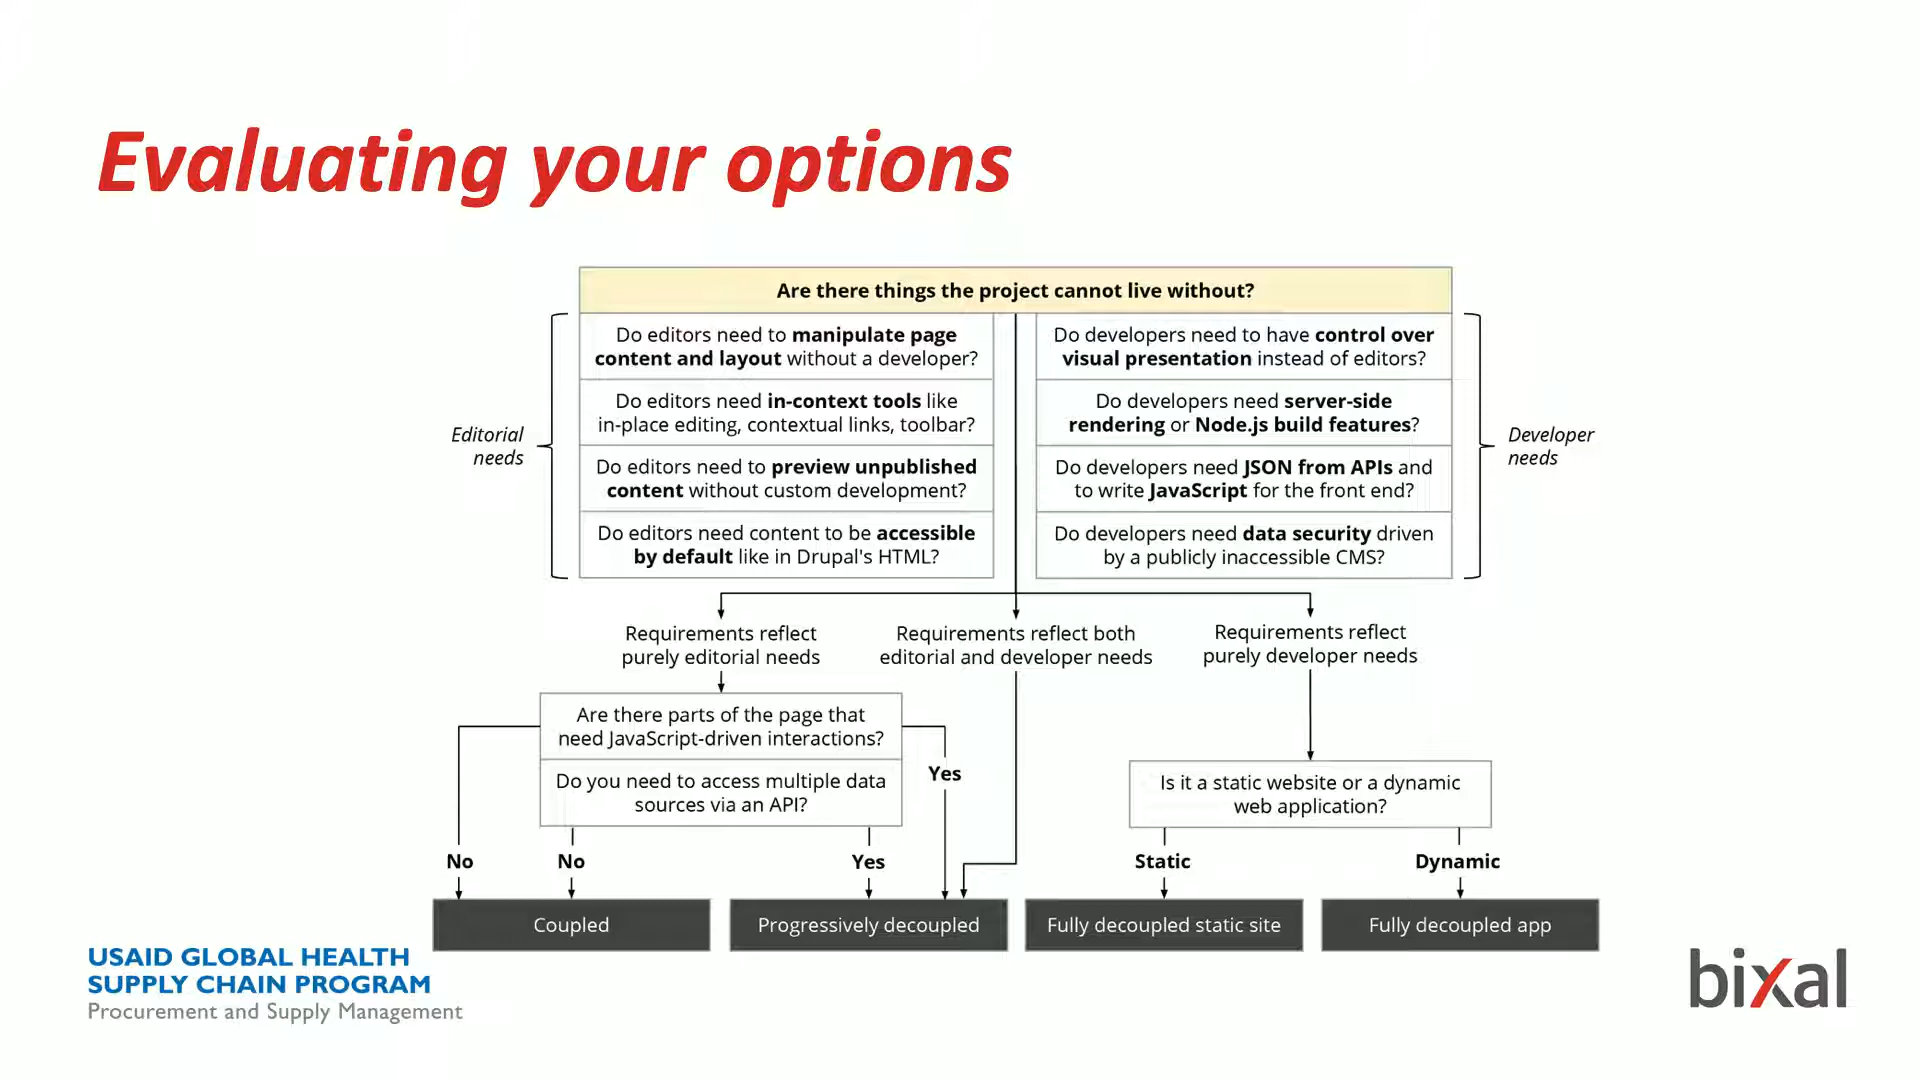 Evaluating your options
Are there things the project cannot live without?
Editorial
needs
Do editors need to manipulate page
content and layout without a developer?
Do editors need in-context tools like
in-place editing, contextual links, toolbar?
Do editors need to preview unpublished
content without custom development?
Do editors need content to be accessible
by default like in Drupal's HTML?
Do developers need to have control over
visual presentation instead of editors?
Do developers need server-side
rendering or Node.js build features?
Do developers need JSON from APIs and
to write JavaScript for the front end?
Do developers need data security driven
by a publicly inaccessible CMS?
Developer
needs
Requirements reflect
purely editorial needs
Requirements reflect both
editorial and developer needs
Requirements reflect
purely developer needs
Are there parts of the page that
need JavaScript-driven interactions?
Do you need to access multiple data
sources via an API?
Yes
Is it a static website or a dynamic
web application?
No
No
Yes
Static
Dynamic
Coupled
Progressively decoupled
Fully decoupled static site
Fully decoupled app
USAID GLOBAL HEALTH
SUPPLY CHAIN PROGRAM
Procurement and Supply Management
bixal